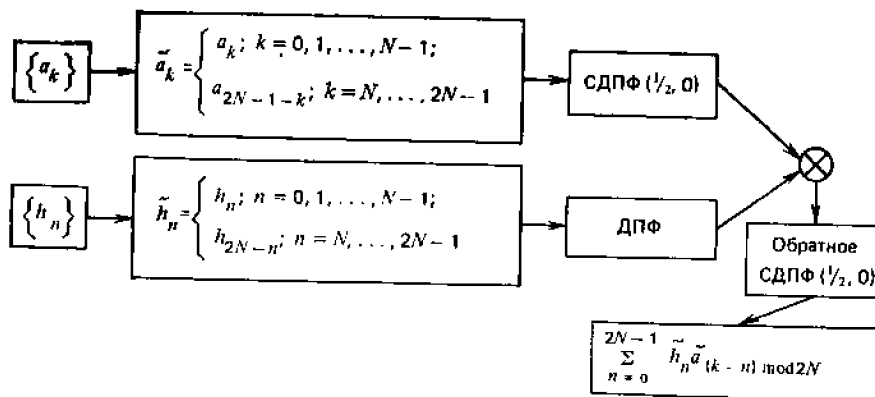 {a_k}
ã_k = { a_k; k = 0, 1, . . . , N − 1;
a_{2N−1−k}; k = N, . . . , 2N − 1
СДПФ (1/2, 0)
{h_n}
h̃_n = { h_n; n = 0, 1, . . . , N − 1;
h_{2N−n}; n = N, . . . , 2N − 1
ДПФ
Обратное
СДПФ (1/2, 0)
2N−1
Σ h̃_n ã_{(k - n) mod 2N}
n = 0